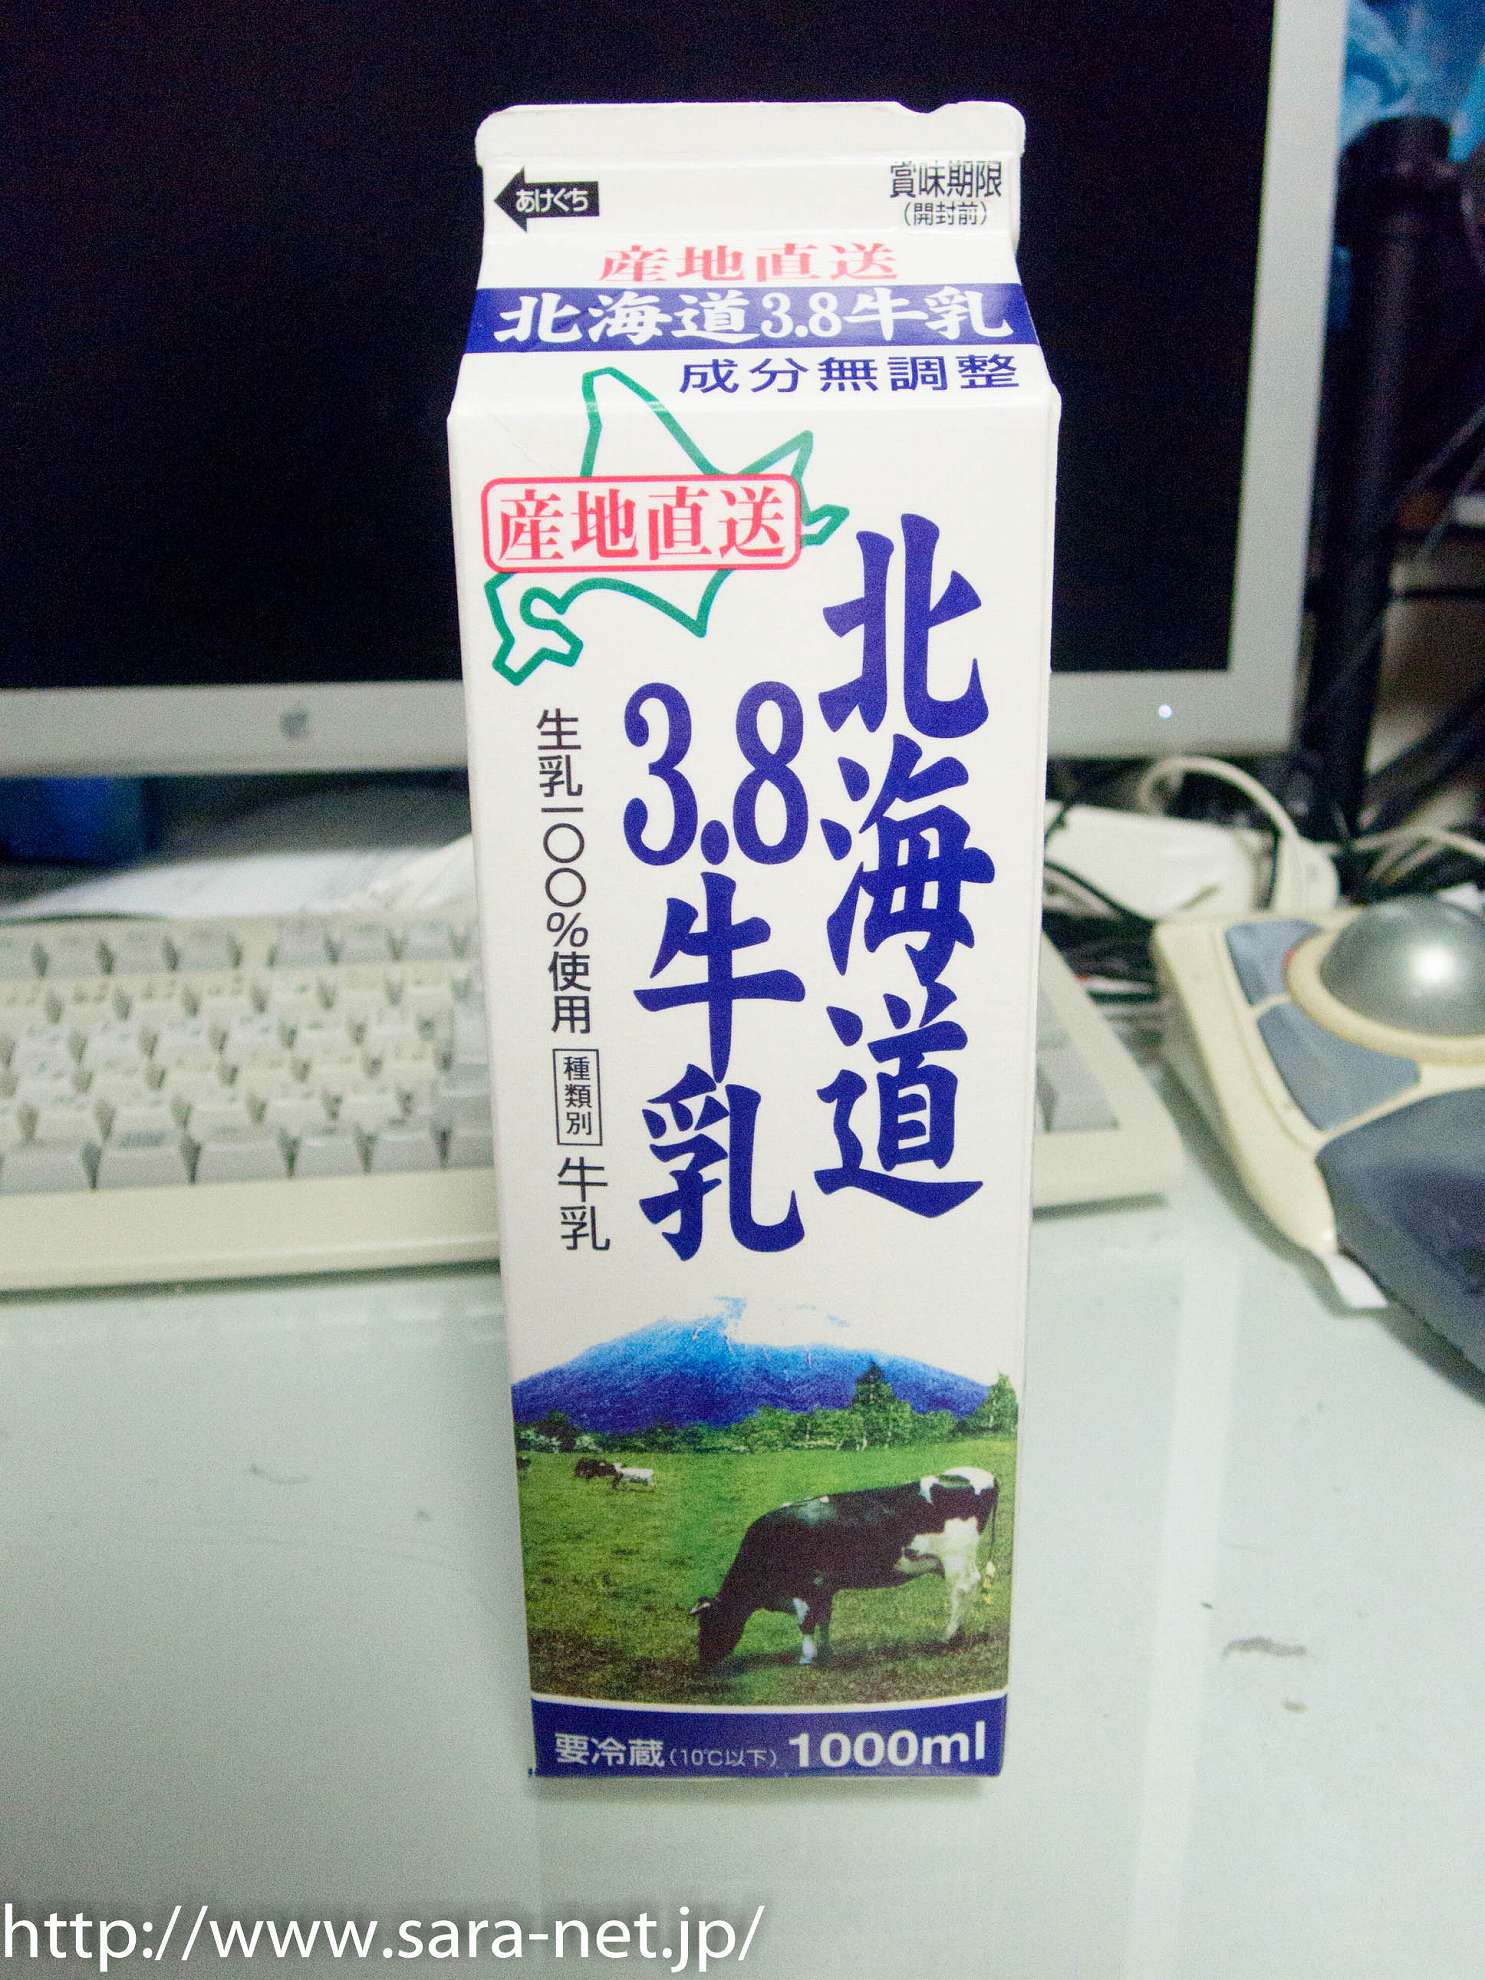 あけくち
賞味期限
(開封前)
産地直送
北海道3.8牛乳
成分無調整
産地直送
北海道
3.8牛乳
生乳一〇〇%使用
種類別 牛乳
要冷蔵(10℃以下) 1000ml
http://www.sara-net.jp/